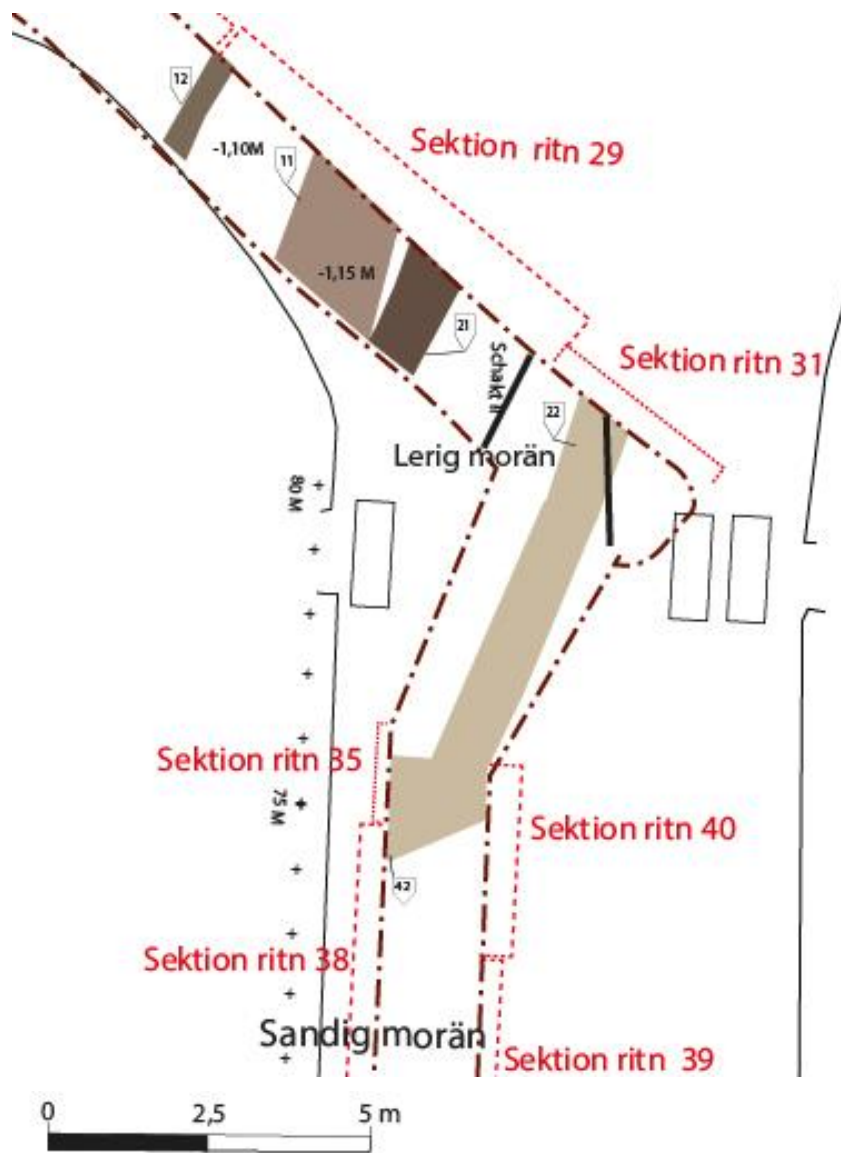 12
-1,10M
Sektion ritn 29
11
-1,15 M
21
Schakt II
Sektion ritn 31
22
Lerig morän
80 M
Sektion ritn 35
75 M
Sektion ritn 40
42
Sektion ritn 38
Sandig morän
Sektion ritn 39
0 2,5 5 m